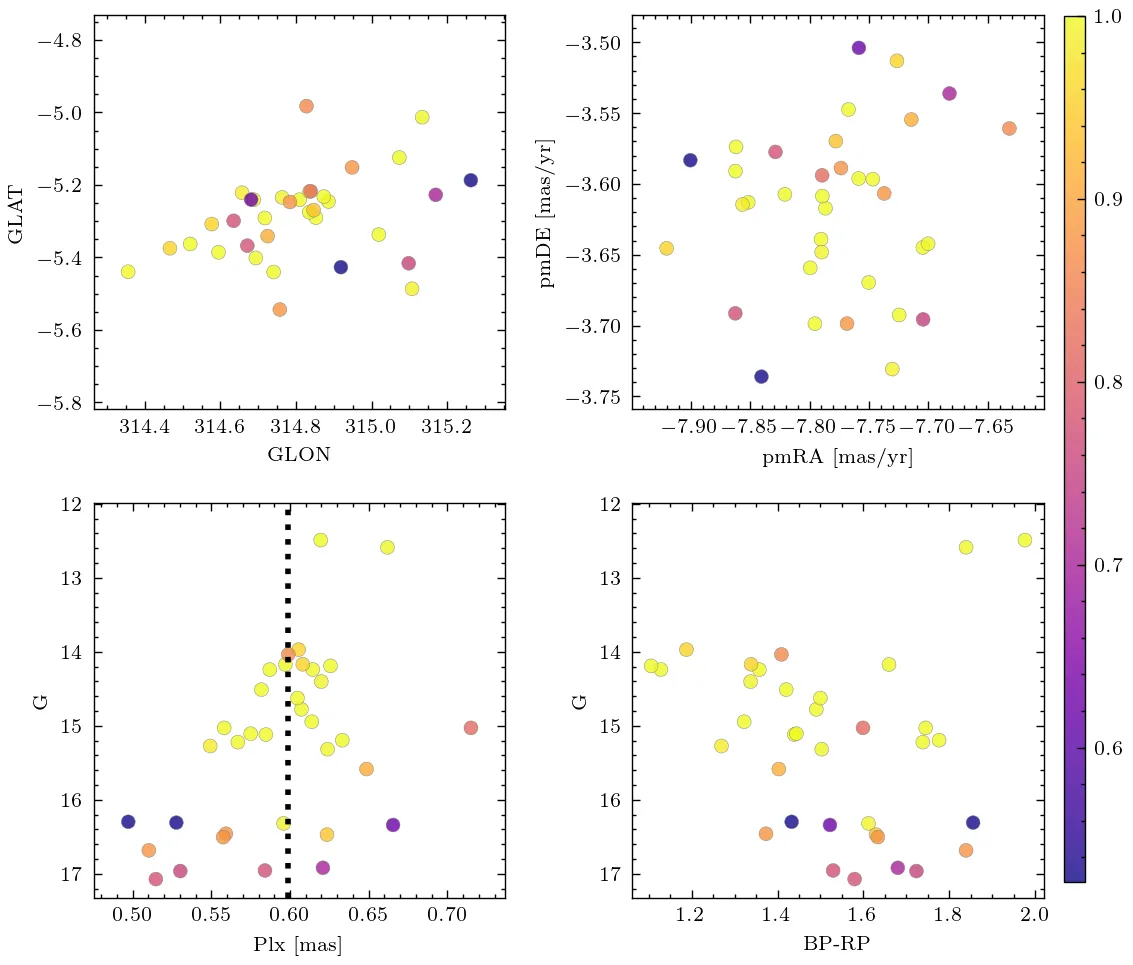 −4.8
−5.0
−5.2
−5.4
−5.6
−5.8
GLAT
314.4 314.6 314.8 315.0 315.2
GLON
−3.50
−3.55
−3.60
−3.65
−3.70
−3.75
pmDE [mas/yr]
−7.90 −7.85 −7.80 −7.75 −7.70 −7.65
pmRA [mas/yr]
1.0
0.9
0.8
0.7
0.6
12
13
14
15
16
17
G
0.50 0.55 0.60 0.65 0.70
Plx [mas]
12
13
14
15
16
17
G
1.2 1.4 1.6 1.8 2.0
BP-RP